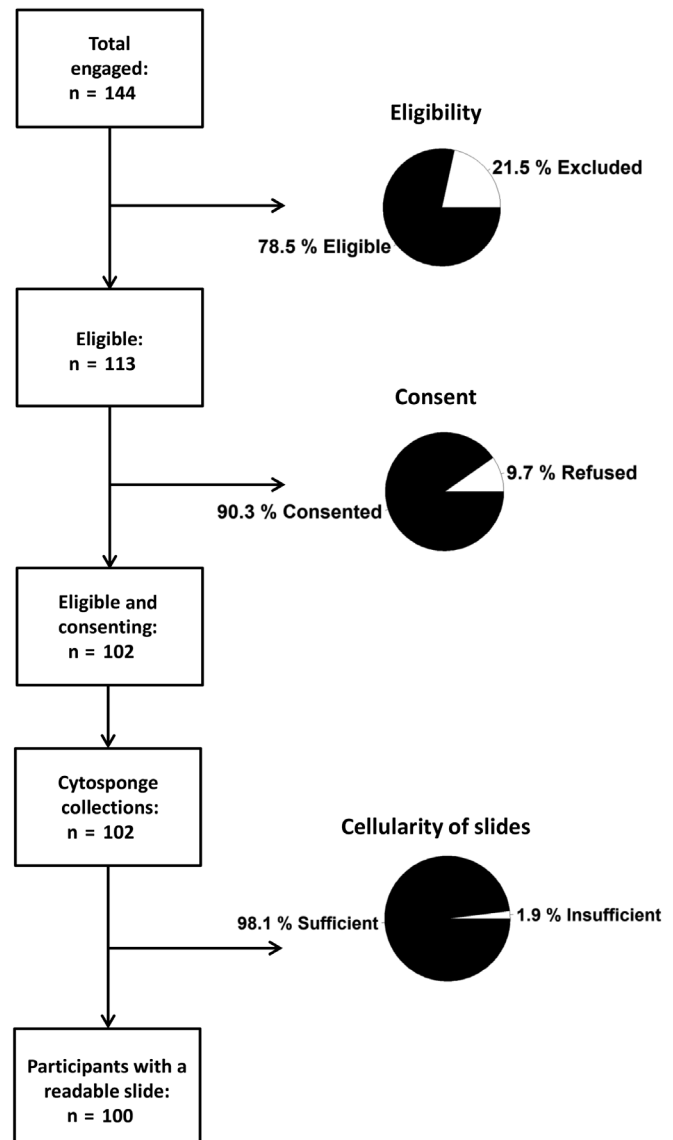 Total
engaged:
n = 144
Eligibility
21.5 % Excluded
78.5 % Eligible
Eligible:
n = 113
Consent
9.7 % Refused
90.3 % Consented
Eligible and
consenting:
n = 102
Cytosponge
collections:
n = 102
Cellularity of slides
98.1 % Sufficient
1.9 % Insufficient
Participants with a
readable slide:
n = 100